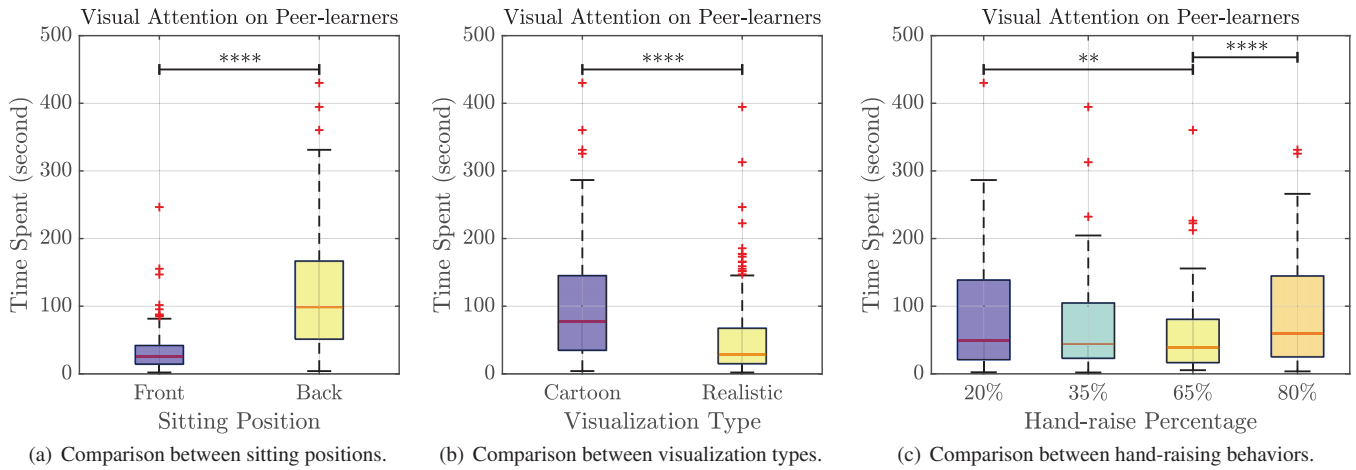 Visual Attention on Peer-learners
500
400
300
200
100
0
Time Spent (second)
****
Front
Back
Sitting Position
(a) Comparison between sitting positions.
Visual Attention on Peer-learners
500
400
300
200
100
0
Time Spent (second)
****
Cartoon
Realistic
Visualization Type
(b) Comparison between visualization types.
Visual Attention on Peer-learners
500
400
300
200
100
0
Time Spent (second)
**
****
20%
35%
65%
80%
Hand-raise Percentage
(c) Comparison between hand-raising behaviors.